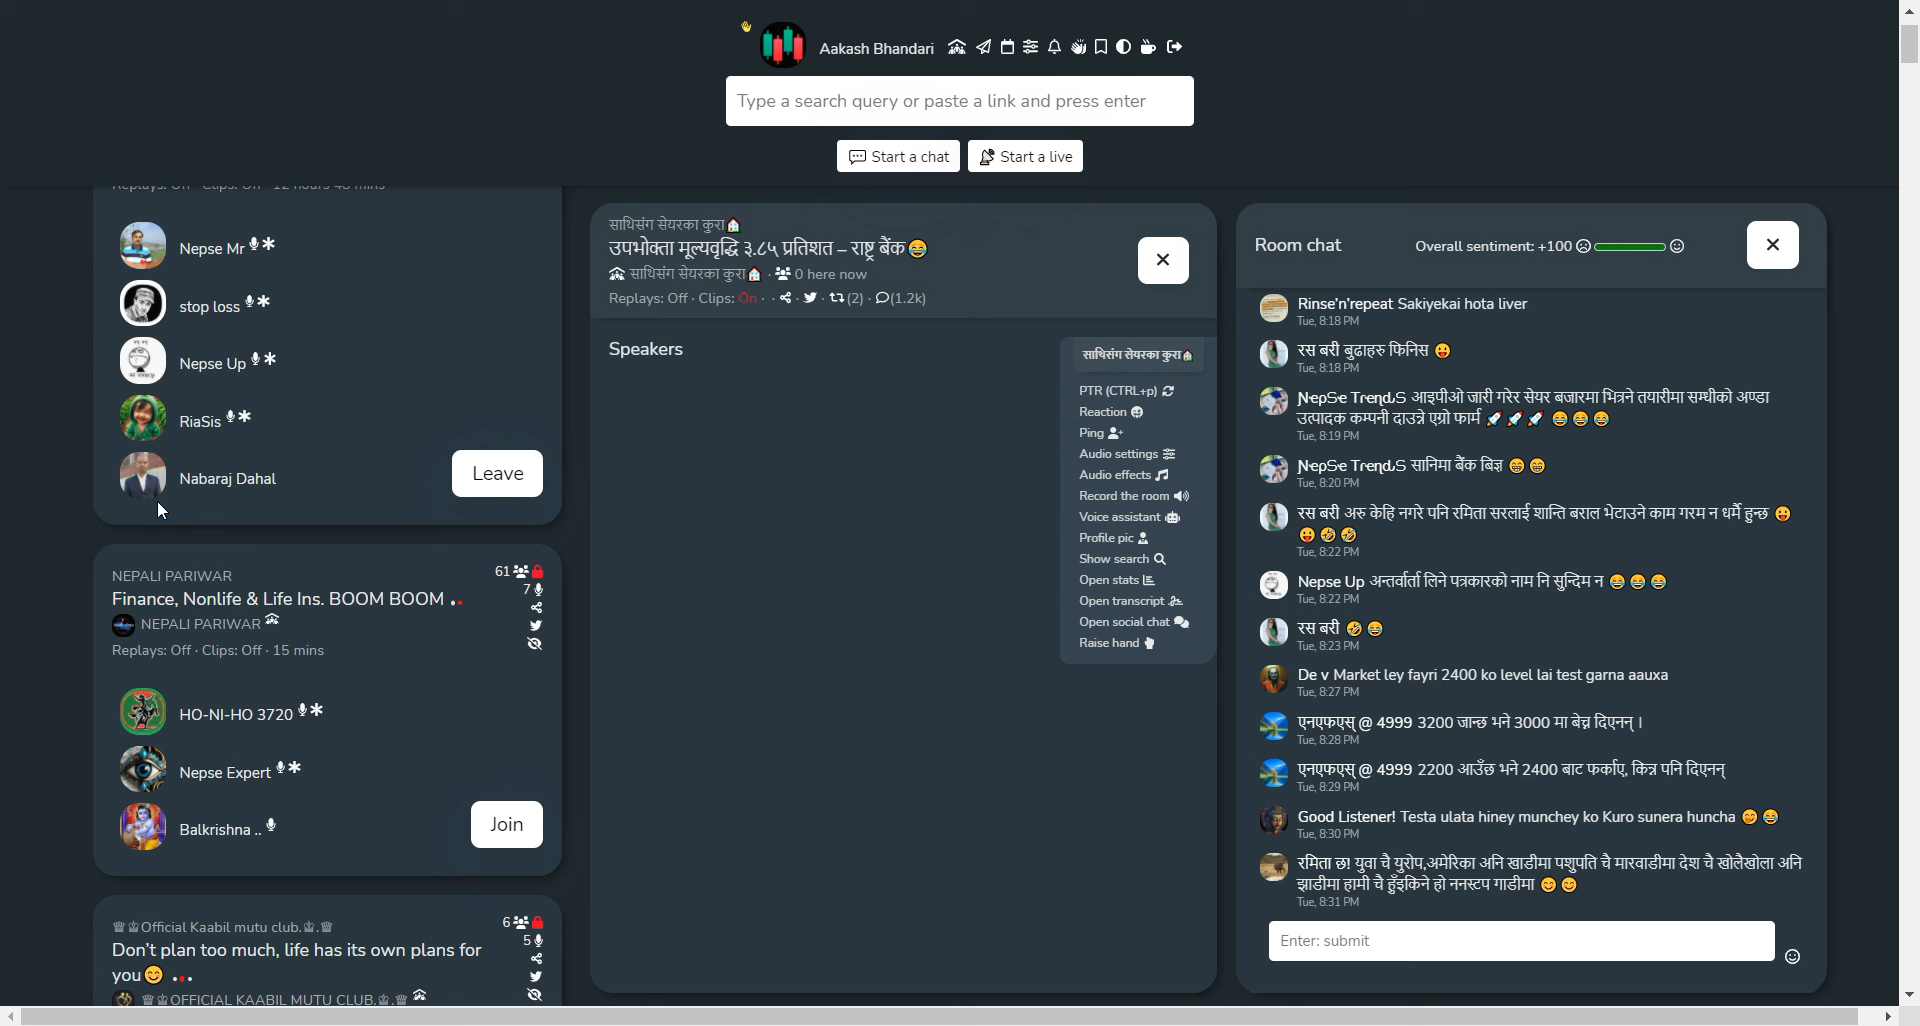 Aakash Bhandari
Type a search query or paste a link and press enter
Start a chat
Start a live
Replays: Off · Clips: Off · 12 hours 48 mins
Nepse Mr
stop loss
Nepse Up
RiaSis
Nabaraj Dahal
Leave
NEPALI PARIWAR
61
Finance, Nonlife & Life Ins. BOOM BOOM ..
7
NEPALI PARIWAR
Replays: Off · Clips: Off · 15 mins
HO-NI-HO 3720
Nepse Expert
Balkrishna ..
Join
♕♔Official Kaabil mutu club.♔.♕
6
Don't plan too much, life has its own plans for
5
you😊 ...
♕♔OFFICIAL KAABIL MUTU CLUB.♔.♕
साथिसंग सेयरका कुरा🏠
उपभोक्ता मूल्यवृद्धि ३.८५ प्रतिशत – राष्ट्र बैंक😂
साथिसंग सेयरका कुरा🏠 · 0 here now
Replays: Off · Clips: On · · · (2) · (1.2k)
Speakers
साथिसंग सेयरका कुरा🏠
PTR (CTRL+p)
Reaction
Ping
Audio settings
Audio effects
Record the room
Voice assistant
Profile pic
Show search
Open stats
Open transcript
Open social chat
Raise hand
Room chat
Overall sentiment: +100
Rinse'n'repeat Sakiyekai hota liver
Tue, 8:18 PM
रस बरी बुढाहरु फिनिस 😛
Tue, 8:18 PM
NepSe TrendS आइपीओ जारी गरेर सेयर बजारमा भित्रने तयारीमा सम्धीको अण्डा
उत्पादक कम्पनी दाउन्ने एग्रो फार्म 🚀 🚀 🚀 😂 😂 😂
Tue, 8:19 PM
NepSe TrendS सानिमा बैंक बिज्ञ 😁 😁
Tue, 8:20 PM
रस बरी अरु केहि नगरे पनि रमिता सरलाई शान्ति बराल भेटाउने काम गरम न धर्मै हुन्छ 😛
😛 🤣 🤣
Tue, 8:22 PM
Nepse Up अन्तर्वार्ता लिने पत्रकारको नाम नि सुन्दिम न 😂 😂 😂
Tue, 8:22 PM
रस बरी 🤣 😂
Tue, 8:23 PM
De v Market ley fayri 2400 ko level lai test garna aauxa
Tue, 8:27 PM
एनएफएस् @ 4999 3200 जान्छ भने 3000 मा बेच्न दिएनन् ।
Tue, 8:28 PM
एनएफएस् @ 4999 2200 आउँछ भने 2400 बाट फर्काए, किन्न पनि दिएनन्
Tue, 8:29 PM
Good Listener! Testa ulata hiney munchey ko Kuro sunera huncha 😊 😂
Tue, 8:30 PM
रमिता छ! युवा चै युरोप,अमेरिका अनि खाडीमा पशुपति चै मारवाडीमा देश चै खोलैखोला अनि
झाडीमा हामी चै हुँइकिने हो ननस्टप गाडीमा 😊 😊
Tue, 8:31 PM
Enter: submit